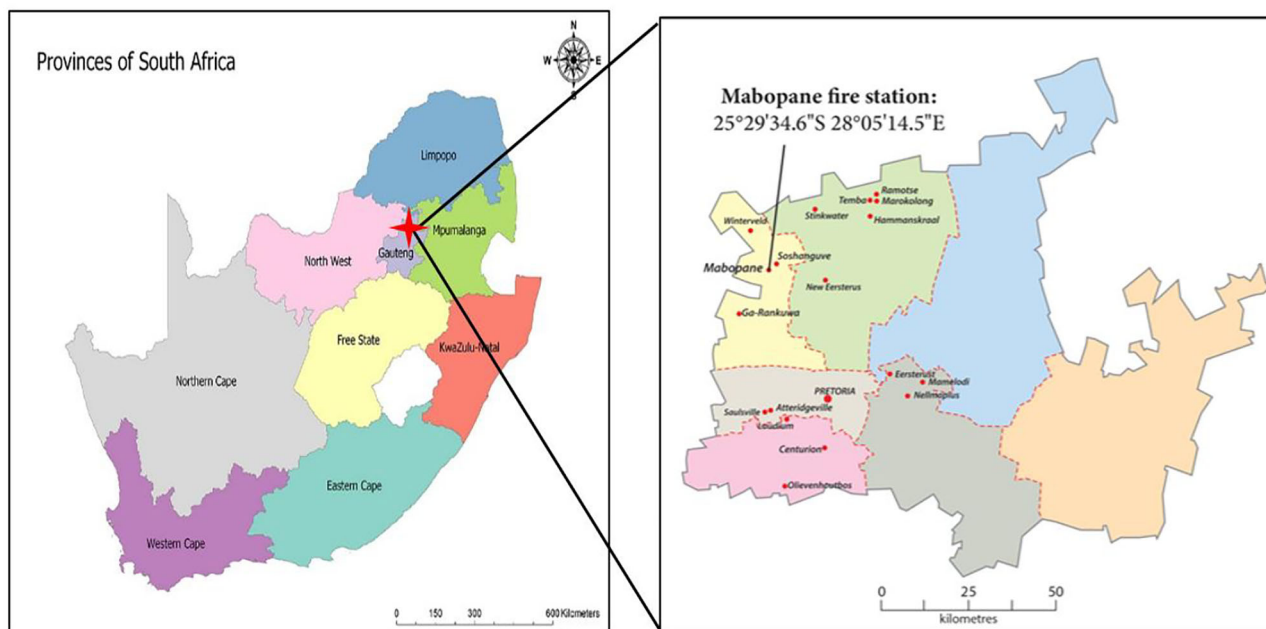 Provinces of South Africa
N
W
E
S
Limpopo
Mpumalanga
Gauteng
North West
Free State
KwaZulu-Natal
Northern Cape
Eastern Cape
Western Cape
0 150 300 600 Kilometers
Mabopane fire station:
25°29'34.6"S 28°05'14.5"E
Ramotse
Temba
Marokolong
Stinkwater
Hammanskraal
Winterveld
Soshanguve
Mabopane
New Eersterus
Ga-Rankuwa
Eersterust
Mamelodi
PRETORIA
Nellmapius
Saulsville
Atteridgeville
Laudium
Centurion
Olievenhoutbos
0 25 50
kilometres